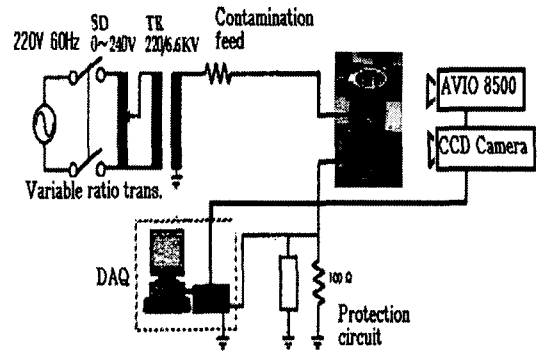 Contamination
feed
SD
TR
220V 60Hz
0~240V
220/6.6KV
AVIO 8500
CCD Camera
Variable ratio trans.
DAQ
100 Ω
Protection
circuit